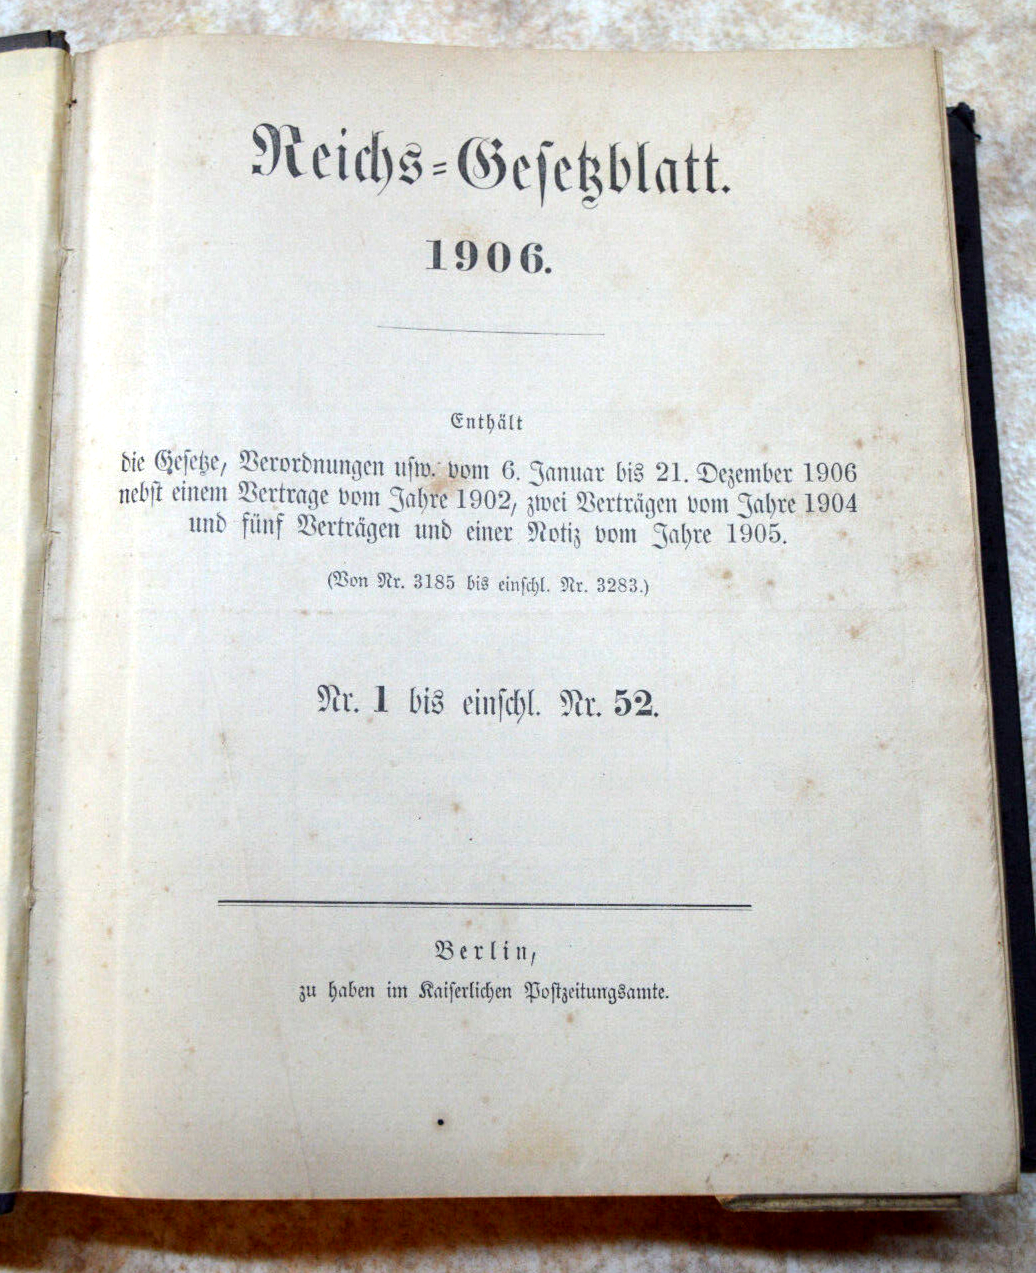 Reichs-Gesetzblatt.
1906.
Enthält
die Gesetze, Verordnungen usw. vom 6. Januar bis 21. Dezember 1906
nebst einem Vertrage vom Jahre 1902, zwei Verträgen vom Jahre 1904
und fünf Verträgen und einer Notiz vom Jahre 1905.
(Von Nr. 3185 bis einschl. Nr. 3283.)
Nr. 1 bis einschl. Nr. 52.
Berlin,
zu haben im Kaiserlichen Postzeitungsamte.